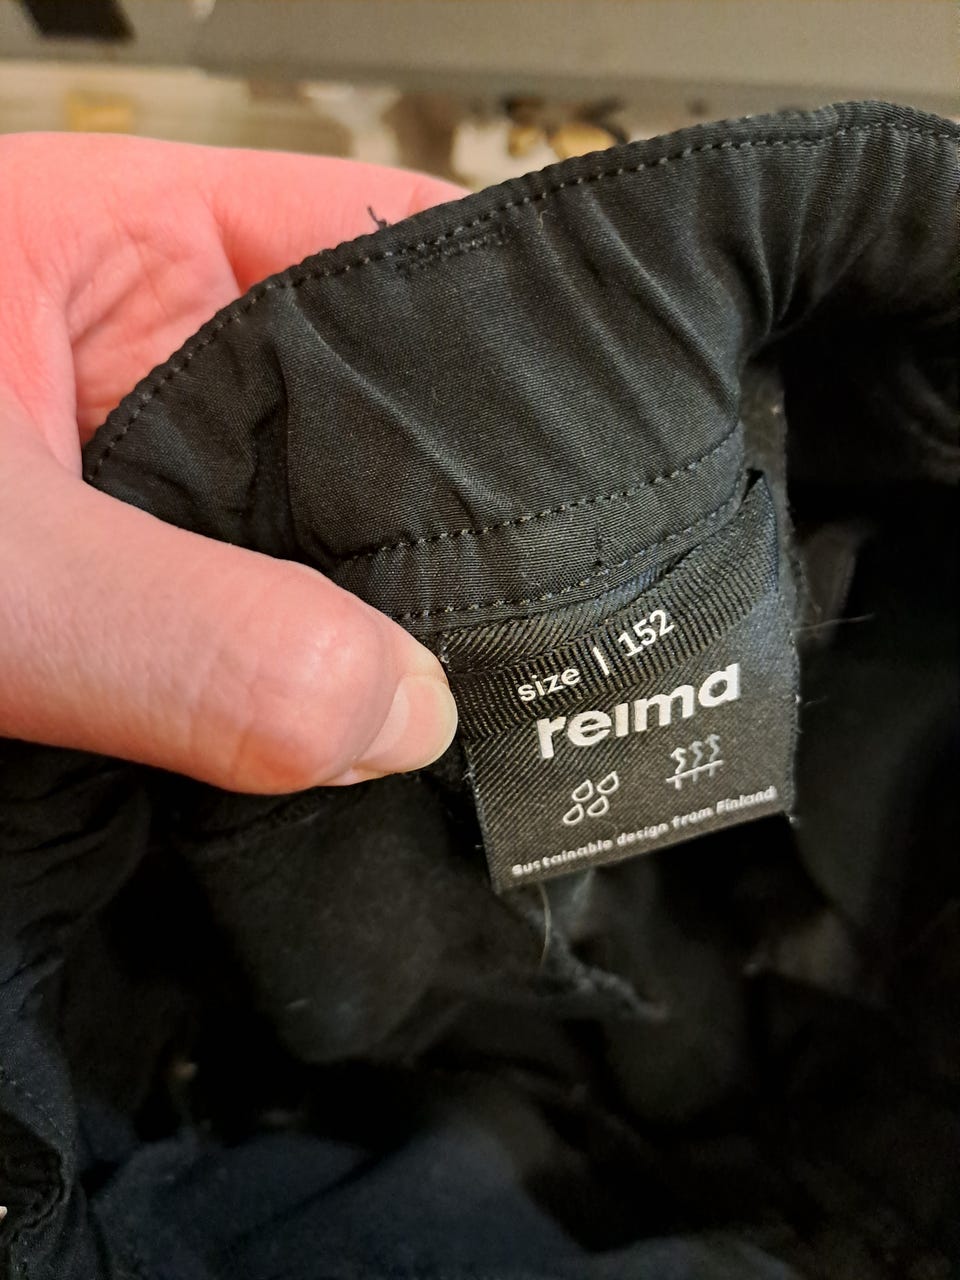 size | 152
reima
Sustainable design from Finland